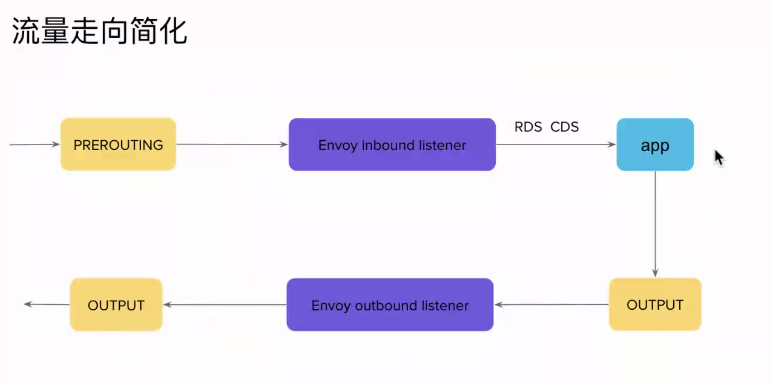 流量走向简化
RDS CDS
PREROUTING
Envoy inbound listener
app
OUTPUT
Envoy outbound listener
OUTPUT